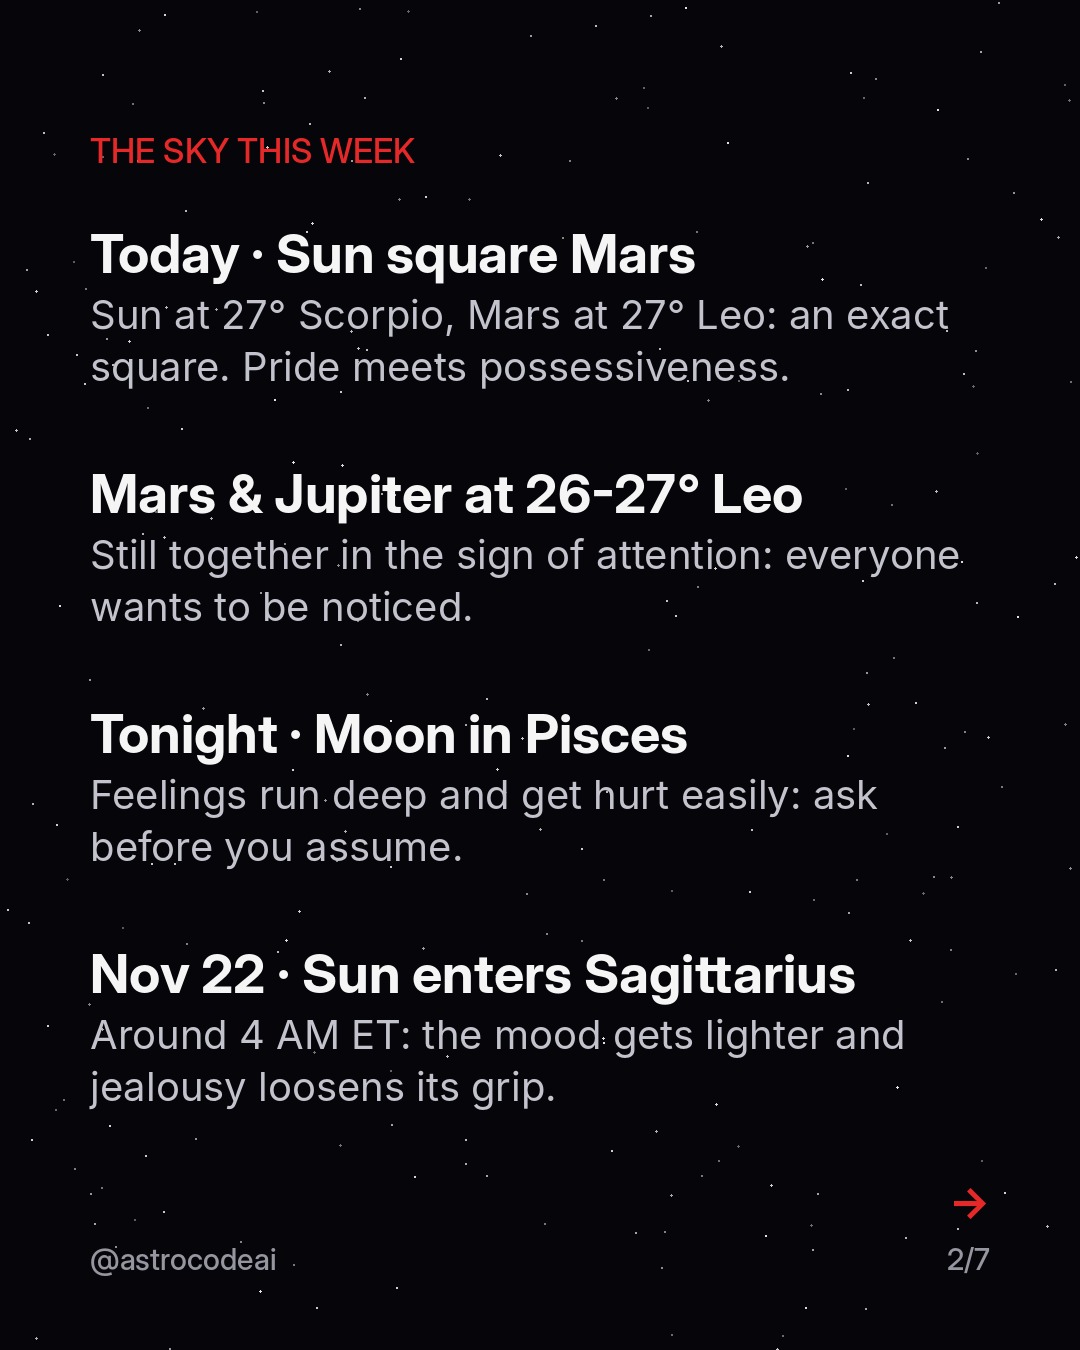 THE SKY THIS WEEK
Today · Sun square Mars
Sun at 27° Scorpio, Mars at 27° Leo: an exact
square. Pride meets possessiveness.
Mars & Jupiter at 26-27° Leo
Still together in the sign of attention: everyone
wants to be noticed.
Tonight · Moon in Pisces
Feelings run deep and get hurt easily: ask
before you assume.
Nov 22 · Sun enters Sagittarius
Around 4 AM ET: the mood gets lighter and
jealousy loosens its grip.
→
@astrocodeai
2/7